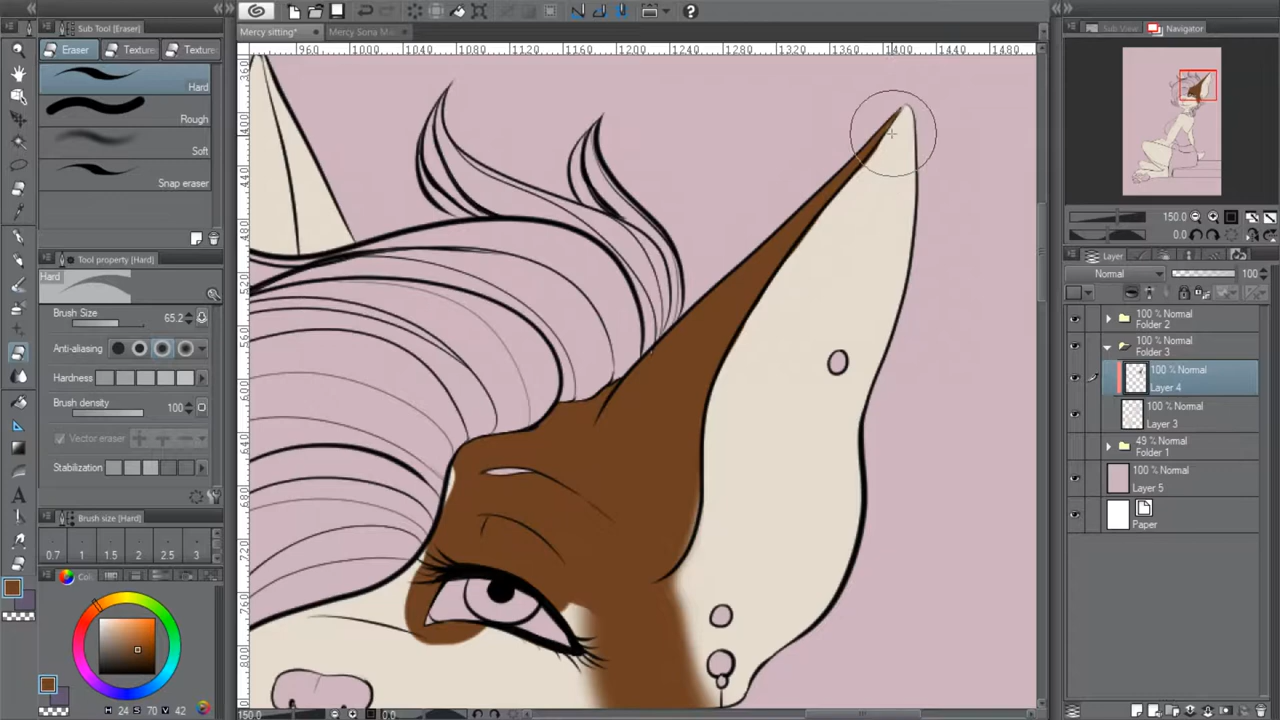 Sub Tool [Eraser]
Eraser
Texture
Texture
Hard
Rough
Soft
Snap eraser
Tool property [Hard]
Hard
Brush Size 65.2
Anti-aliasing
Hardness
Brush density 100
Vector eraser
Stabilization
Brush size [Hard]
0.7 1 1.5 2 2.5 3
H 24 S 70 V 42
Mercy sitting*
Mercy Sona
960 1000 1040 1080 1120 1160 1200 1240 1280 1320 1360 1400 1440 1480
150.0
0.0
Sub View
Navigator
150.0
0.0
Layer
Normal 100
100 % Normal
Folder 2
100 % Normal
Folder 3
100 % Normal
Layer 4
100 % Normal
Layer 3
49 % Normal
Folder 1
100 % Normal
Layer 5
Paper